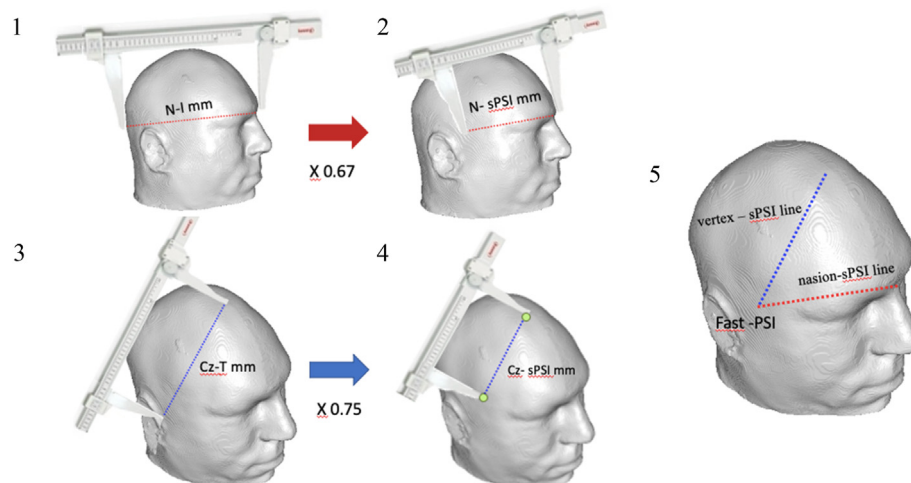 1
N-I mm
X 0.67
2
N- sPSI mm
3
Cz-T mm
X 0.75
4
Cz- sPSI mm
5
vertex – sPSI line
nasion-sPSI line
Fast -PSI